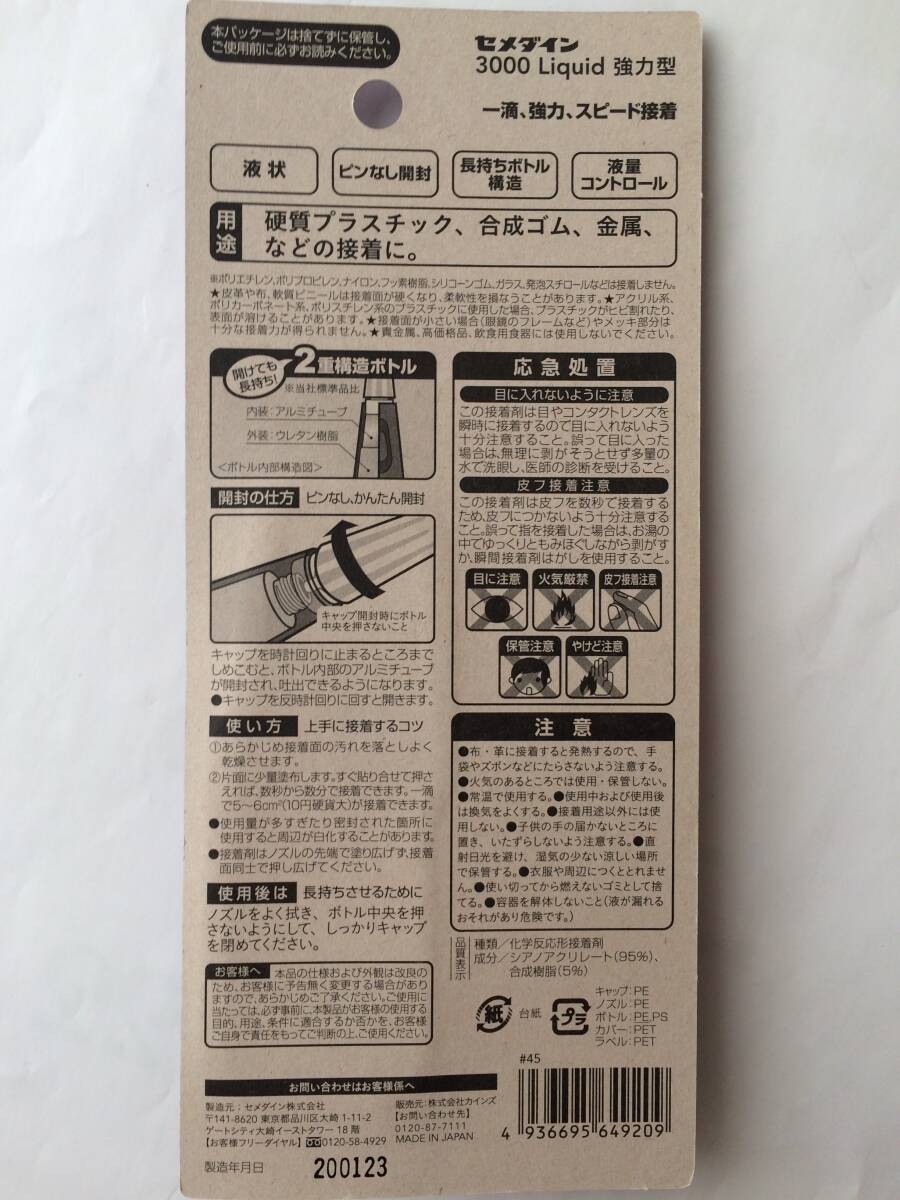 本パッケージは捨てずに保管し、
ご使用前に必ずお読みください。
セメダイン
3000 Liquid 強力型
一滴、強力、スピード接着
液状
ピンなし開封
長持ちボトル
構造
液量
コントロール
用途
硬質プラスチック、合成ゴム、金属、
などの接着に。
※ポリエチレン、ポリプロピレン、ナイロン、フッ素樹脂、シリコーンゴム、ガラス、発泡スチロールなどは接着しません。
★皮革や布、軟質ビニールは接着面が硬くなり、柔軟性を損なうことがあります。★アクリル系、
ポリカーボネート系、ポリスチレン系のプラスチックに使用した場合、プラスチックがヒビ割れたり、
表面が溶けることがあります。★接着面が小さい場合(眼鏡のフレームなど)やメッキ部分は
十分な接着力が得られません。★貴金属、高価格品、飲食用食器には使用しないでください。
開けても
長持ち!
2重構造ボトル
※当社標準品比
内装:アルミチューブ
外装:ウレタン樹脂
<ボトル内部構造図>
開封の仕方 ピンなし、かんたん開封
キャップ開封時にボトル
中央を押さないこと
キャップを時計回りに止まるところまで
しめこむと、ボトル内部のアルミチューブ
が開封され、吐出できるようになります。
●キャップを反時計回りに回すと開きます。
使い方 上手に接着するコツ
①あらかじめ接着面の汚れを落としよく
乾燥させます。
②片面に少量塗布します。すぐ貼り合せて押さ
えれば、数秒から数分で接着できます。一滴
で5~6cm²(10円硬貨大)が接着できます。
●使用量が多すぎたり密封された箇所に
使用すると周辺が白化することがあります。
●接着剤はノズルの先端で塗り広げず、接着
面同士で押し広げてください。
使用後は 長持ちさせるために
ノズルをよく拭き、ボトル中央を押
さないようにして、しっかりキャップ
を閉めてください。
お客様へ 本品の仕様および外観は改良の
ため、お客様に予告無く変更する場合があり
ますので、あらかじめご了承ください。ご使用に
当たっては、必ず事前に、本製品がお客様の使用する
目的、用途、条件に適合するか否かを、お客様
ご自身で責任をもってご判断の上、ご使用ください。
応急処置
目に入れないように注意
この接着剤は目やコンタクトレンズを
瞬時に接着するので目に入れないよう
十分注意すること。誤って目に入った
場合は、無理に剥がそうとせず多量の
水で洗眼し、医師の診断を受けること。
皮フ接着注意
この接着剤は皮フを数秒で接着する
ため、皮フにつかないよう十分注意する
こと。誤って指を接着した場合は、お湯の
中でゆっくりともみほぐしながら剥がす
か、瞬間接着剤はがしを使用すること。
目に注意
火気厳禁
皮フ接着注意
保管注意
やけど注意
注意
●布・革に接着すると発熱するので、手
袋やズボンなどにたらさないよう注意する。
●火気のあるところでは使用・保管しない。
●常温で使用する。●使用中および使用後
は換気をよくする。●接着用途以外には使
用しない。●子供の手の届かないところに
置き、いたずらしないよう注意する。●直
射日光を避け、湿気の少ない涼しい場所
で保管する。●衣服や周辺につくととれませ
ん。●使い切ってから燃えないゴミとして捨
てる。●容器を解体しないこと(液が漏れる
おそれがあり危険です。)
品質表示
種類/化学反応形接着剤
成分/シアノアクリレート(95%)、
合成樹脂(5%)
紙
台紙
プラ
キャップ:PE
ノズル:PE
ボトル:PE,PS
カバー:PET
ラベル:PET
お問い合わせはお客様係へ
製造元:セメダイン株式会社
〒141-8620 東京都品川区大崎 1-11-2
ゲートシティ大崎イーストタワー 18 階
【お客様フリーダイヤル】0120-58-4929
販売元:株式会社カインズ
【お問い合わせ先】
0120-87-7111
MADE IN JAPAN
#45
4 936695 649209
製造年月日 200123